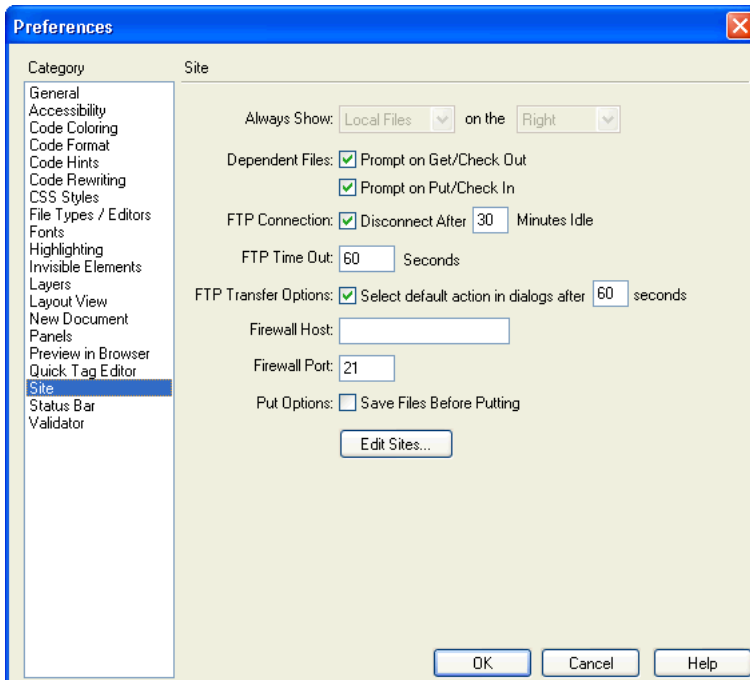 Preferences
Category
General
Accessibility
Code Coloring
Code Format
Code Hints
Code Rewriting
CSS Styles
File Types / Editors
Fonts
Highlighting
Invisible Elements
Layers
Layout View
New Document
Panels
Preview in Browser
Quick Tag Editor
Site
Status Bar
Validator
Site
Always Show: Local Files on the Right
Dependent Files: Prompt on Get/Check Out
Prompt on Put/Check In
FTP Connection: Disconnect After 30 Minutes Idle
FTP Time Out: 60 Seconds
FTP Transfer Options: Select default action in dialogs after 60 seconds
Firewall Host:
Firewall Port: 21
Put Options: Save Files Before Putting
Edit Sites...
OK Cancel Help